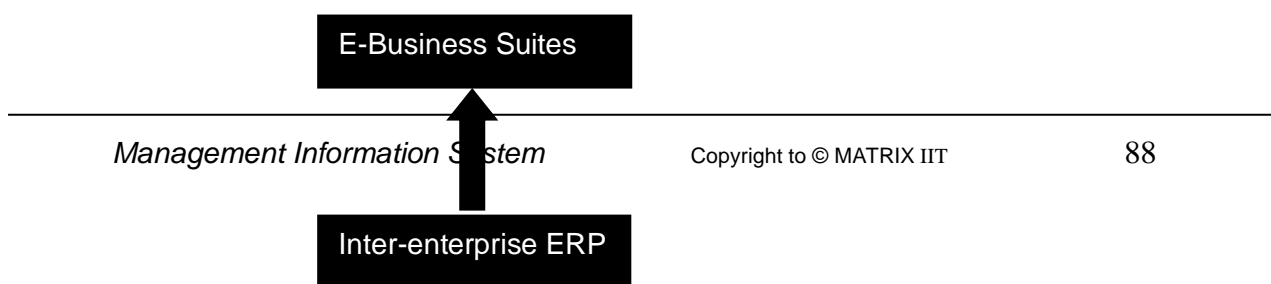 E-Business Suites
Management Information System Copyright to © MATRIX IIT 88
Inter-enterprise ERP